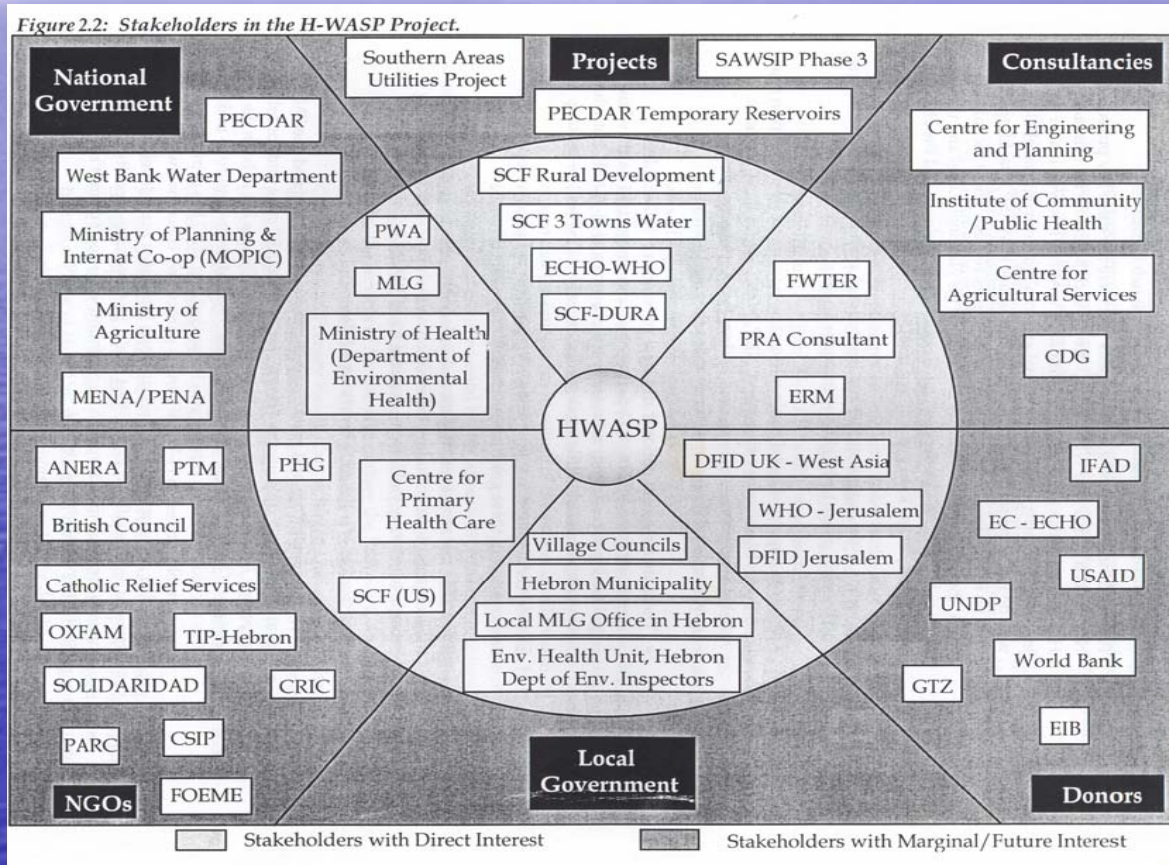 Figure 2.2: Stakeholders in the H-WASP Project.
National
Government
PECDAR
West Bank Water Department
Ministry of Planning &
Internat Co-op (MOPIC)
Ministry of
Agriculture
MENA/PENA
PWA
MLG
Ministry of Health
(Department of
Environmental
Health)
Southern Areas
Utilities Project
Projects
SAWSIP Phase 3
PECDAR Temporary Reservoirs
SCF Rural Development
SCF 3 Towns Water
ECHO-WHO
SCF-DURA
Consultancies
Centre for Engineering
and Planning
Institute of Community
/Public Health
Centre for
Agricultural Services
CDG
FWTER
PRA Consultant
ERM
HWASP
ANERA
PTM
PHG
British Council
Centre for
Primary
Health Care
Catholic Relief Services
SCF (US)
OXFAM
TIP-Hebron
SOLIDARIDAD
CRIC
PARC
CSIP
NGOs
FOEME
Village Councils
Hebron Municipality
Local MLG Office in Hebron
Env. Health Unit, Hebron
Dept of Env. Inspectors
Local
Government
DFID UK - West Asia
WHO - Jerusalem
DFID Jerusalem
IFAD
EC - ECHO
USAID
UNDP
World Bank
GTZ
EIB
Donors
Stakeholders with Direct Interest
Stakeholders with Marginal/Future Interest